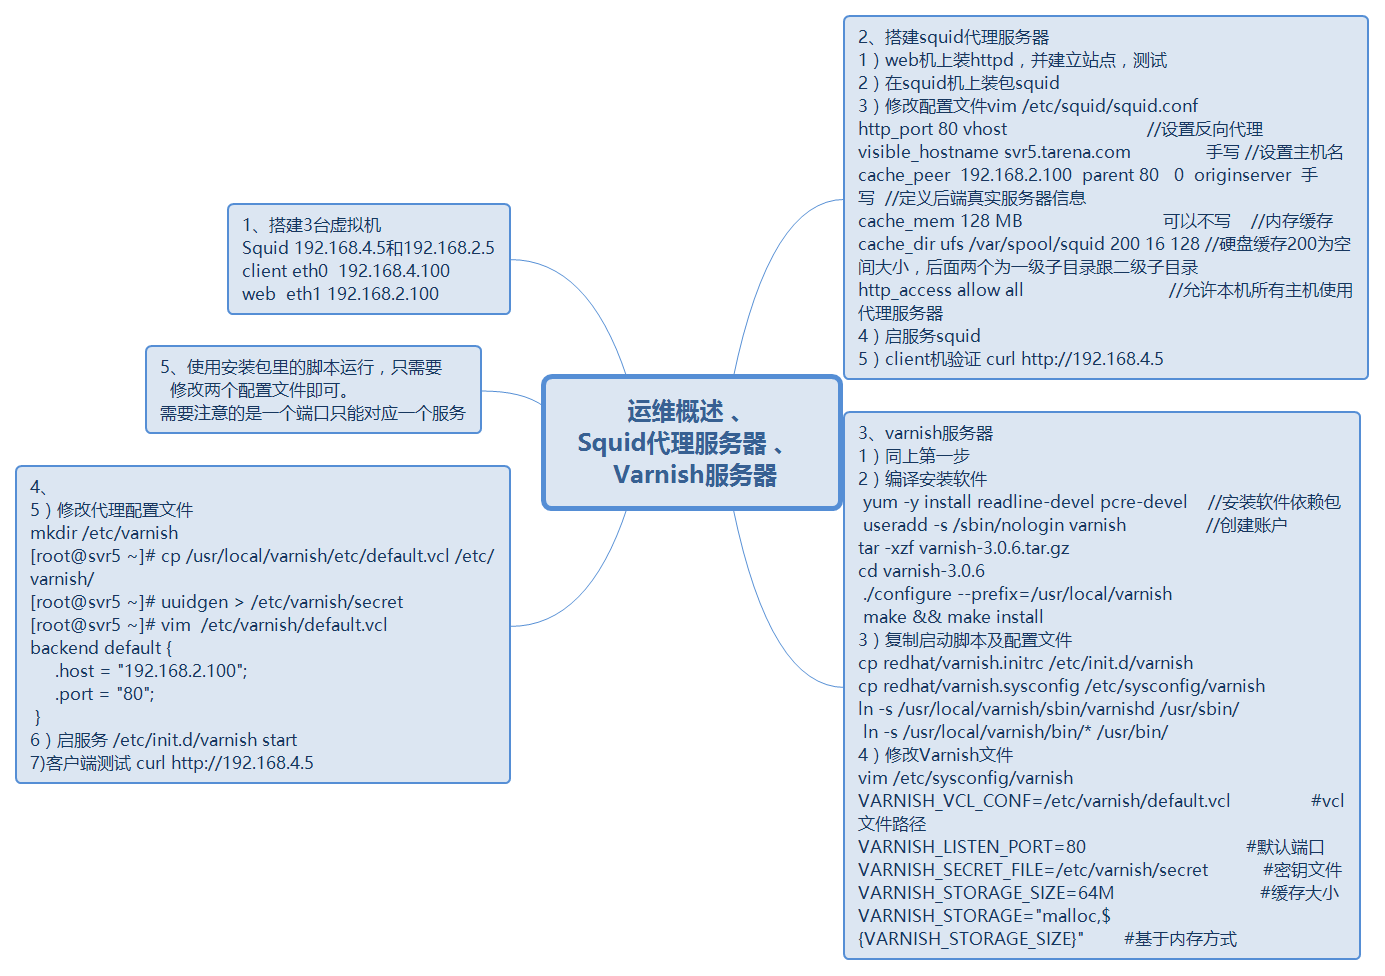 运维概述 、
Squid代理服务器 、
Varnish服务器
1、搭建3台虚拟机
Squid 192.168.4.5和192.168.2.5
client eth0  192.168.4.100
web  eth1 192.168.2.100
2、搭建squid代理服务器
1）web机上装httpd，并建立站点，测试
2）在squid机上装包squid
3）修改配置文件vim /etc/squid/squid.conf
http_port 80 vhost                            //设置反向代理
visible_hostname svr5.tarena.com               手写 //设置主机名
cache_peer  192.168.2.100  parent 80   0  originserver  手
写  //定义后端真实服务器信息
cache_mem 128 MB                            可以不写    //内存缓存
cache_dir ufs /var/spool/squid 200 16 128 //硬盘缓存200为空
间大小，后面两个为一级子目录跟二级子目录
http_access allow all                             //允许本机所有主机使用
代理服务器
4）启服务squid
5）client机验证 curl http://192.168.4.5
3、varnish服务器
1）同上第一步
2）编译安装软件
 yum -y install readline-devel pcre-devel    //安装软件依赖包
 useradd -s /sbin/nologin varnish                //创建账户
tar -xzf varnish-3.0.6.tar.gz
cd varnish-3.0.6
 ./configure --prefix=/usr/local/varnish
 make && make install
3）复制启动脚本及配置文件
cp redhat/varnish.initrc /etc/init.d/varnish
cp redhat/varnish.sysconfig /etc/sysconfig/varnish
ln -s /usr/local/varnish/sbin/varnishd /usr/sbin/
 ln -s /usr/local/varnish/bin/* /usr/bin/
4）修改Varnish文件
vim /etc/sysconfig/varnish
VARNISH_VCL_CONF=/etc/varnish/default.vcl                #vcl
文件路径
VARNISH_LISTEN_PORT=80                                #默认端口
VARNISH_SECRET_FILE=/etc/varnish/secret           #密钥文件
VARNISH_STORAGE_SIZE=64M                             #缓存大小
VARNISH_STORAGE="malloc,$
{VARNISH_STORAGE_SIZE}"        #基于内存方式
4、
5）修改代理配置文件
mkdir /etc/varnish
[root@svr5 ~]# cp /usr/local/varnish/etc/default.vcl /etc/
varnish/
[root@svr5 ~]# uuidgen > /etc/varnish/secret
[root@svr5 ~]# vim  /etc/varnish/default.vcl
backend default {
     .host = "192.168.2.100";
     .port = "80";
 }
6）启服务 /etc/init.d/varnish start
7)客户端测试 curl http://192.168.4.5
5、使用安装包里的脚本运行，只需要
  修改两个配置文件即可。
需要注意的是一个端口只能对应一个服务